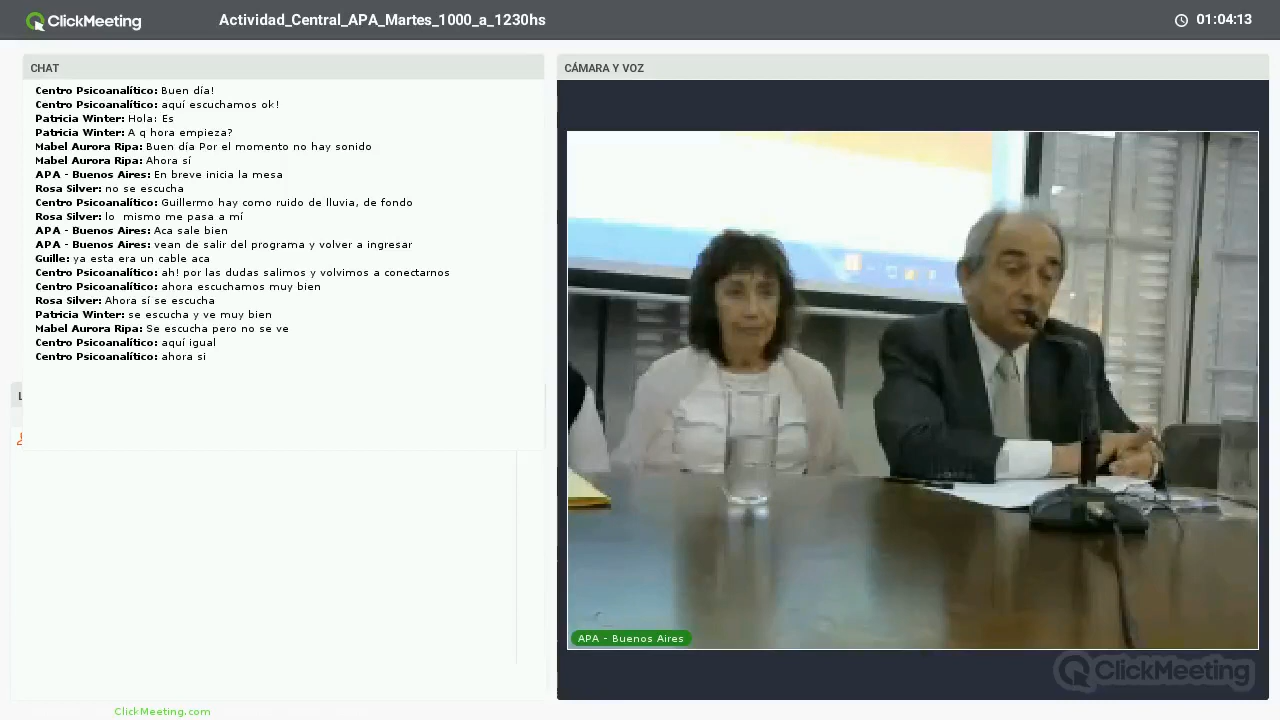 ClickMeeting
Actividad_Central_APA_Martes_1000_a_1230hs
01:04:13
CHAT
Centro Psicoanalítico: Buen día!
Centro Psicoanalítico: aquí escuchamos ok!
Patricia Winter: Hola: Es
Patricia Winter: A q hora empieza?
Mabel Aurora Ripa: Buen día Por el momento no hay sonido
Mabel Aurora Ripa: Ahora sí
APA - Buenos Aires: En breve inicia la mesa
Rosa Silver: no se escucha
Centro Psicoanalítico: Guillermo hay como ruido de lluvia, de fondo
Rosa Silver: lo  mismo me pasa a mí
APA - Buenos Aires: Aca sale bien
APA - Buenos Aires: vean de salir del programa y volver a ingresar
Guille: ya esta era un cable aca
Centro Psicoanalítico: ah! por las dudas salimos y volvimos a conectarnos
Centro Psicoanalítico: ahora escuchamos muy bien
Rosa Silver: Ahora sí se escucha
Patricia Winter: se escucha y ve muy bien
Mabel Aurora Ripa: Se escucha pero no se ve
Centro Psicoanalítico: aquí igual
Centro Psicoanalítico: ahora si
CÁMARA Y VOZ
APA - Buenos Aires
ClickMeeting
ClickMeeting.com